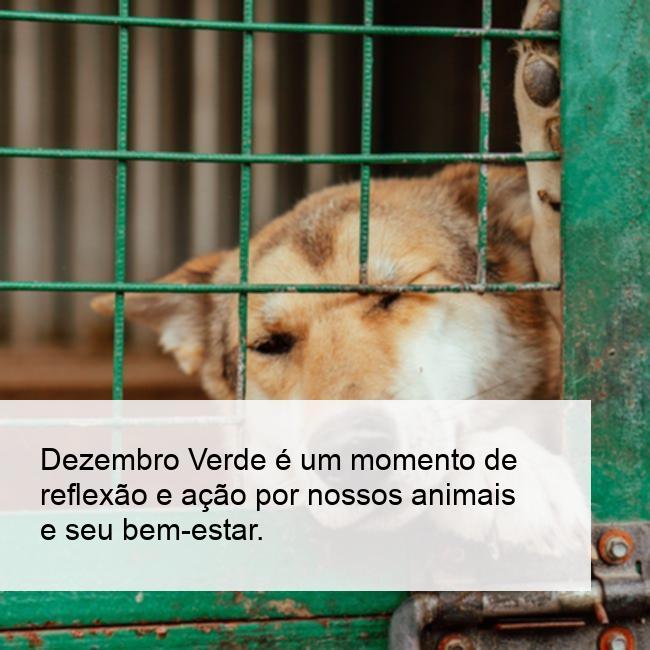 Dezembro Verde é um momento de
reflexão e ação por nossos animais
e seu bem-estar.